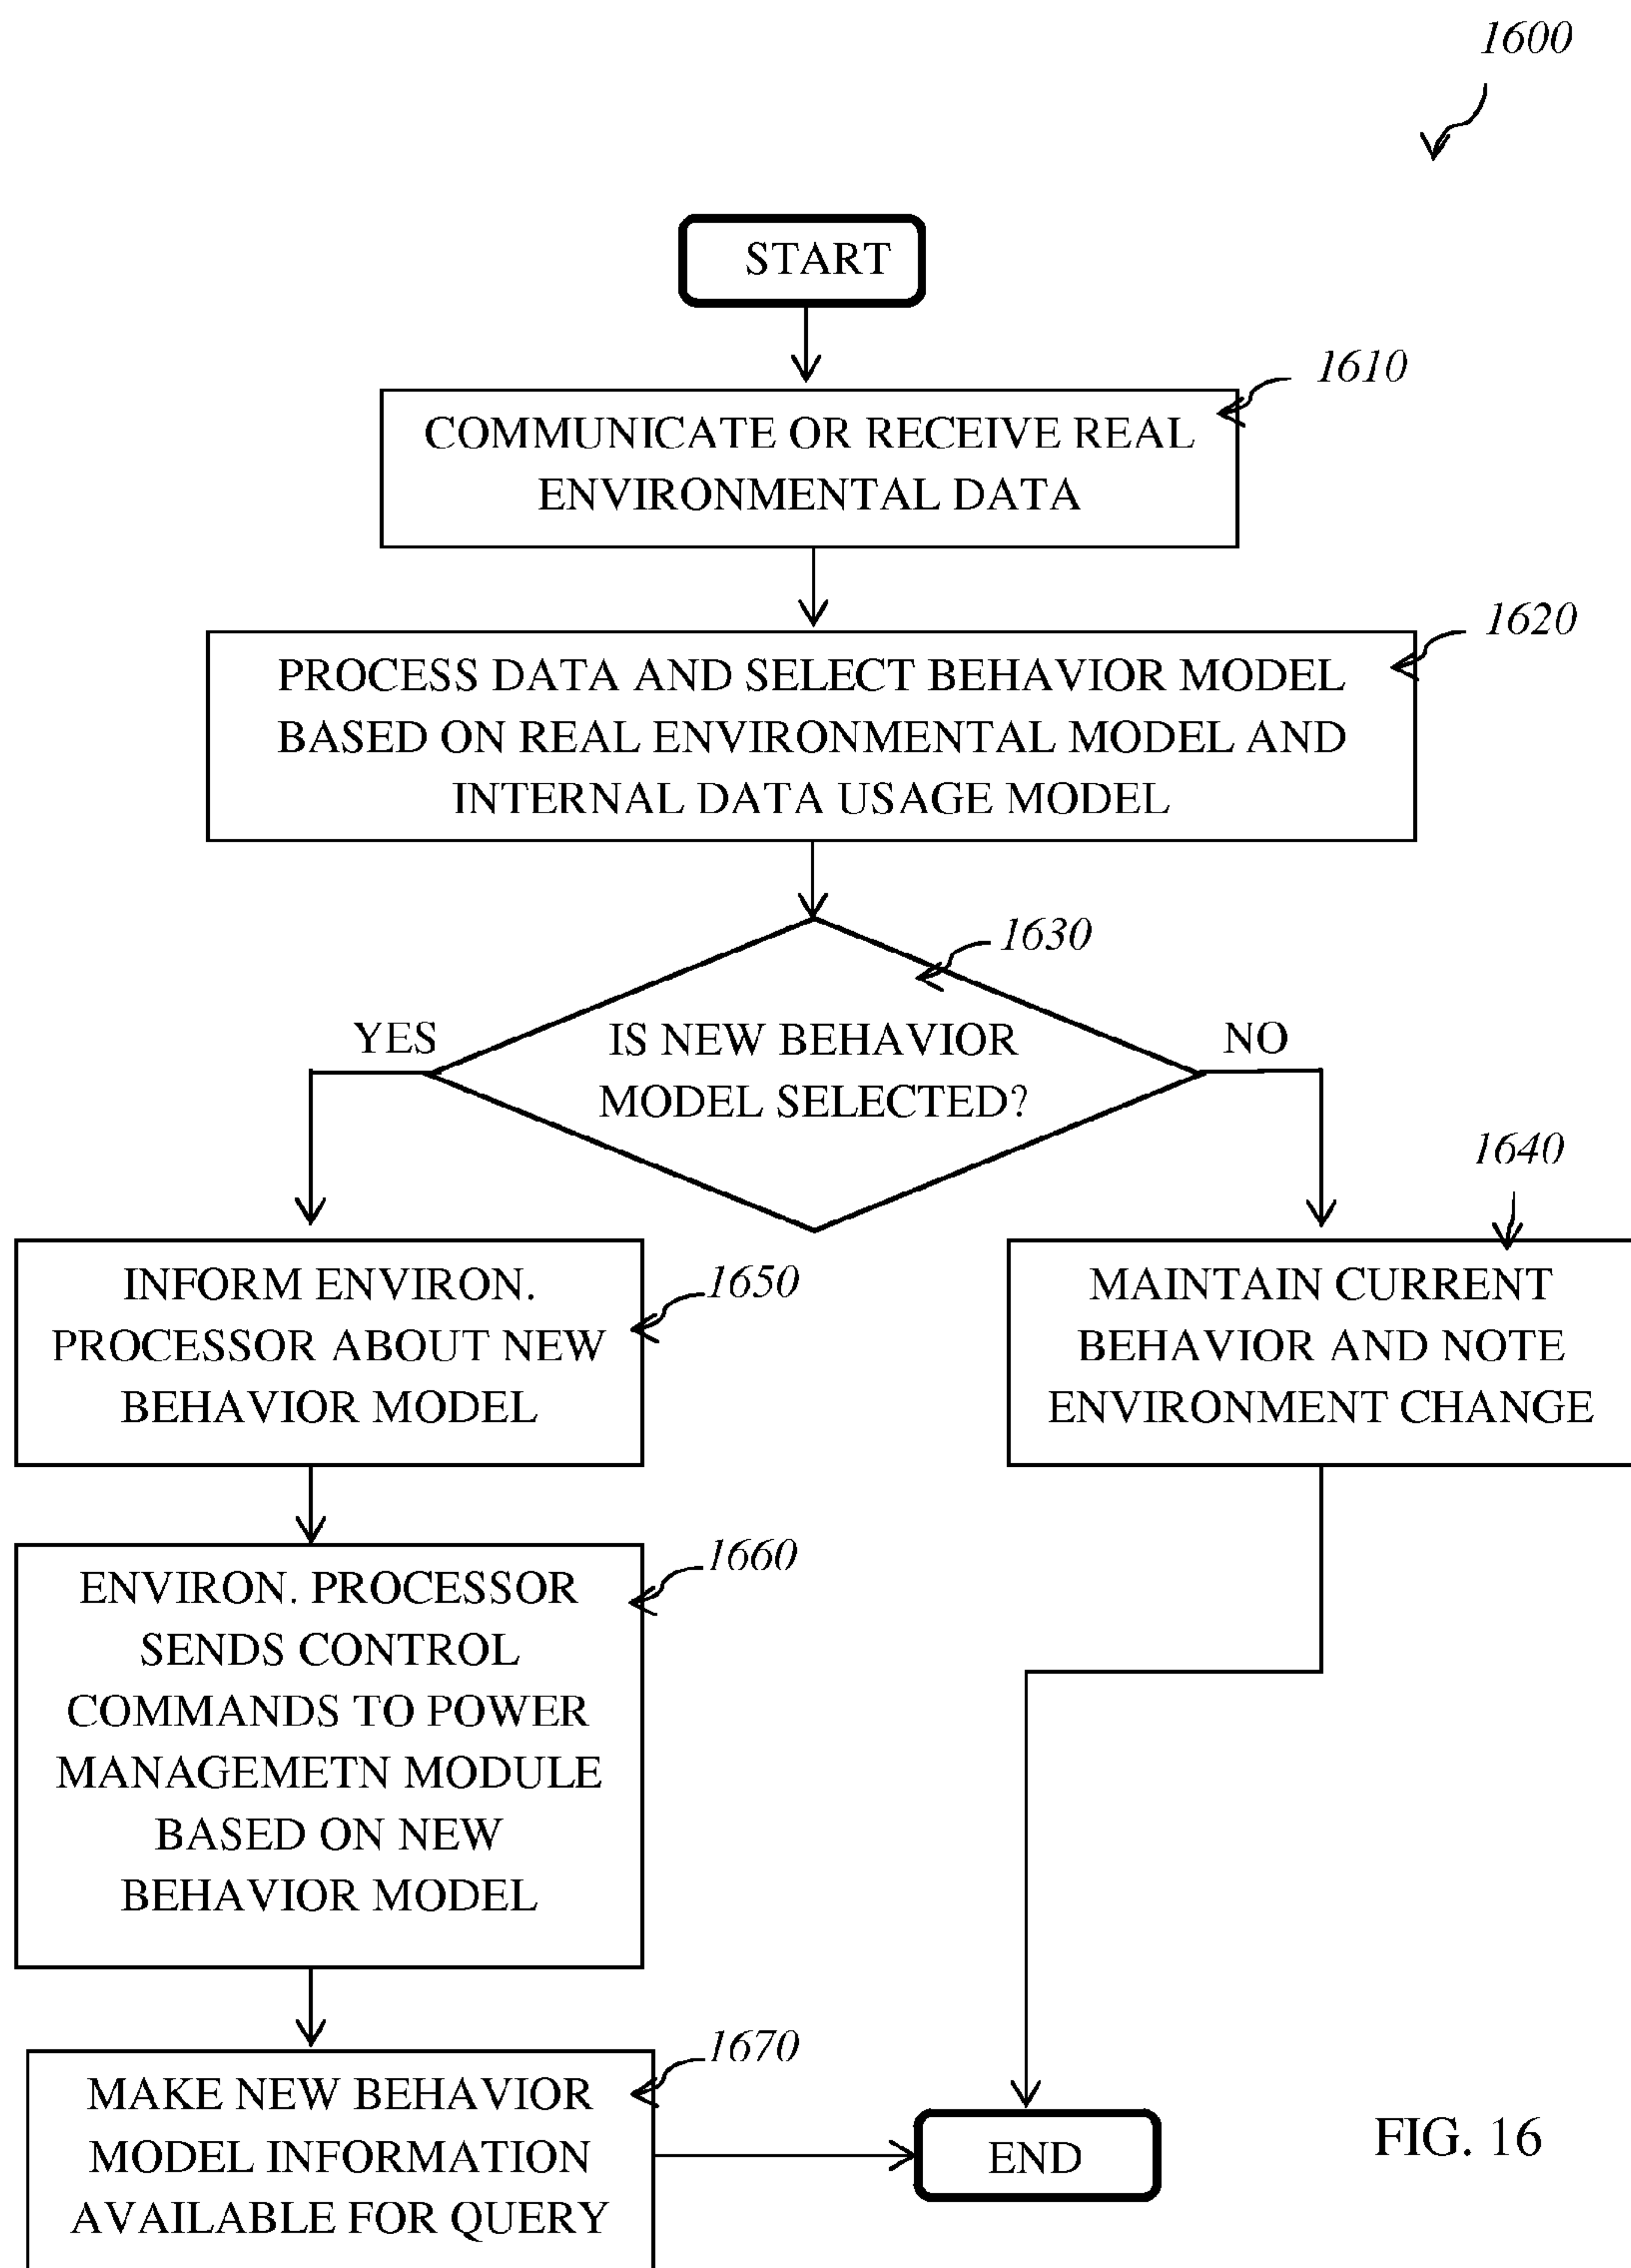 1600
START
1610
COMMUNICATE OR RECEIVE REAL
ENVIRONMENTAL DATA
1620
PROCESS DATA AND SELECT BEHAVIOR MODEL
BASED ON REAL ENVIRONMENTAL MODEL AND
INTERNAL DATA USAGE MODEL
1630
IS NEW BEHAVIOR
MODEL SELECTED?
YES
NO
1640
MAINTAIN CURRENT
BEHAVIOR AND NOTE
ENVIRONMENT CHANGE
1650
INFORM ENVIRON.
PROCESSOR ABOUT NEW
BEHAVIOR MODEL
1660
ENVIRON. PROCESSOR
SENDS CONTROL
COMMANDS TO POWER
MANAGEMETN MODULE
BASED ON NEW
BEHAVIOR MODEL
1670
MAKE NEW BEHAVIOR
MODEL INFORMATION
AVAILABLE FOR QUERY
END
FIG. 16